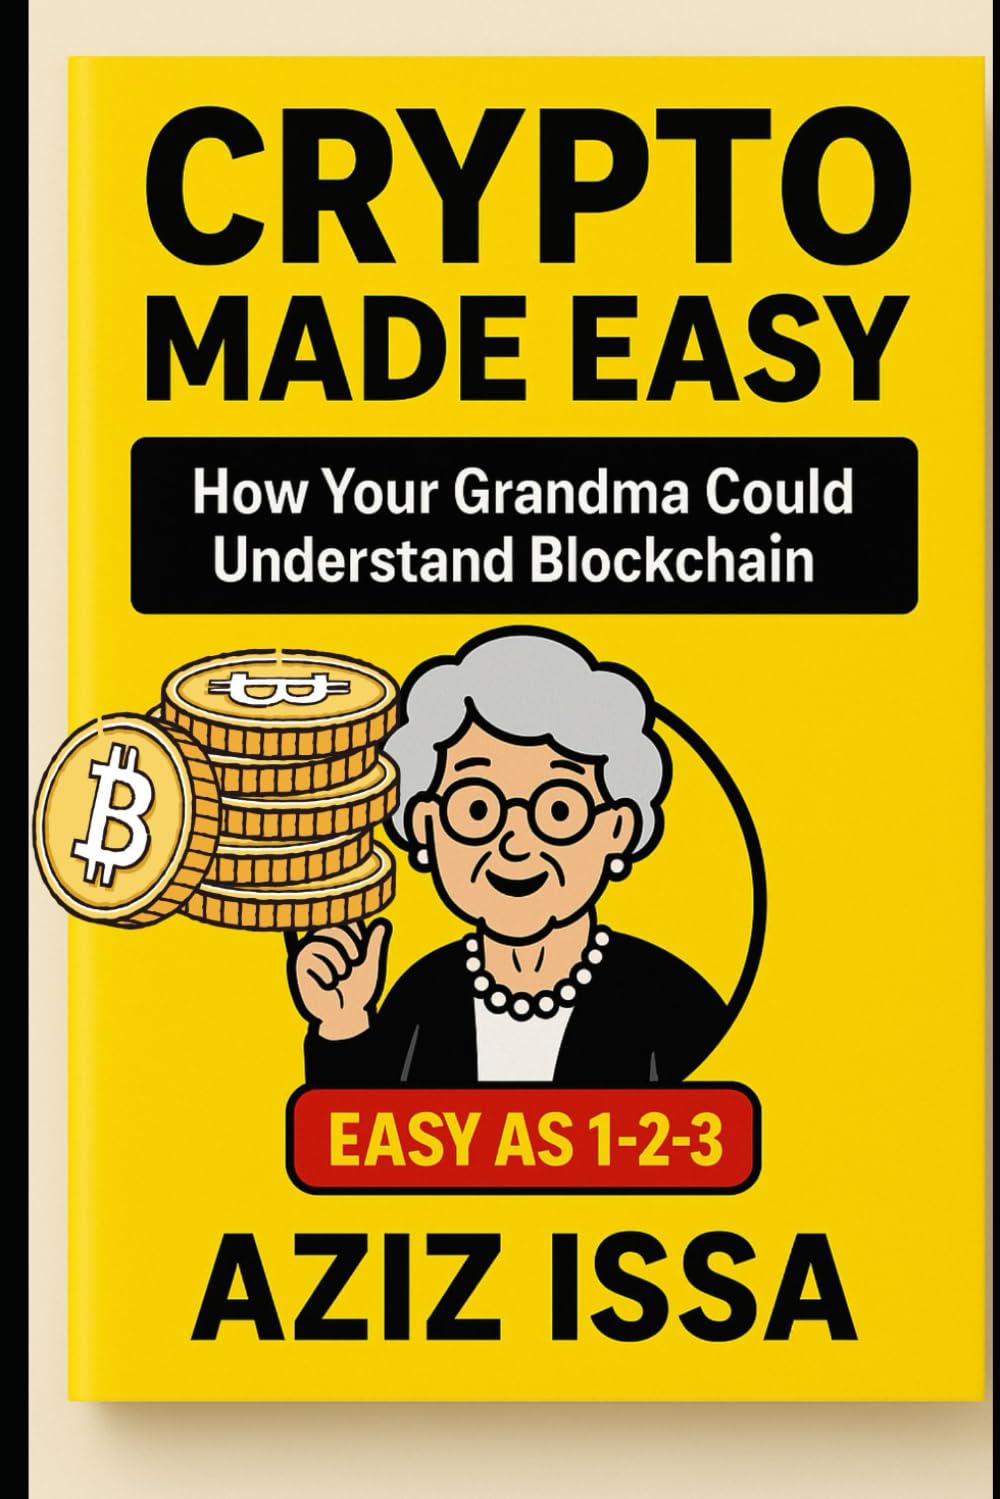 CRYPTO
MADE EASY
How Your Grandma Could
Understand Blockchain
EASY AS 1-2-3
AZIZ ISSA